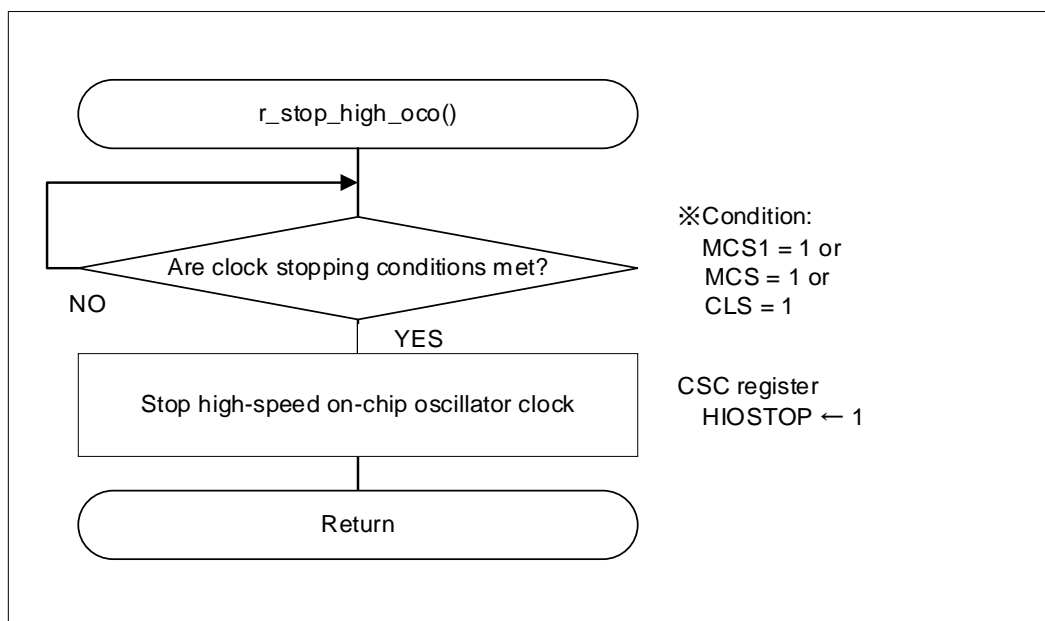 r_stop_high_oco()
Are clock stopping conditions met?
※Condition:
MCS1 = 1 or
MCS = 1 or
CLS = 1
NO
YES
Stop high-speed on-chip oscillator clock
CSC register
HIOSTOP ← 1
Return